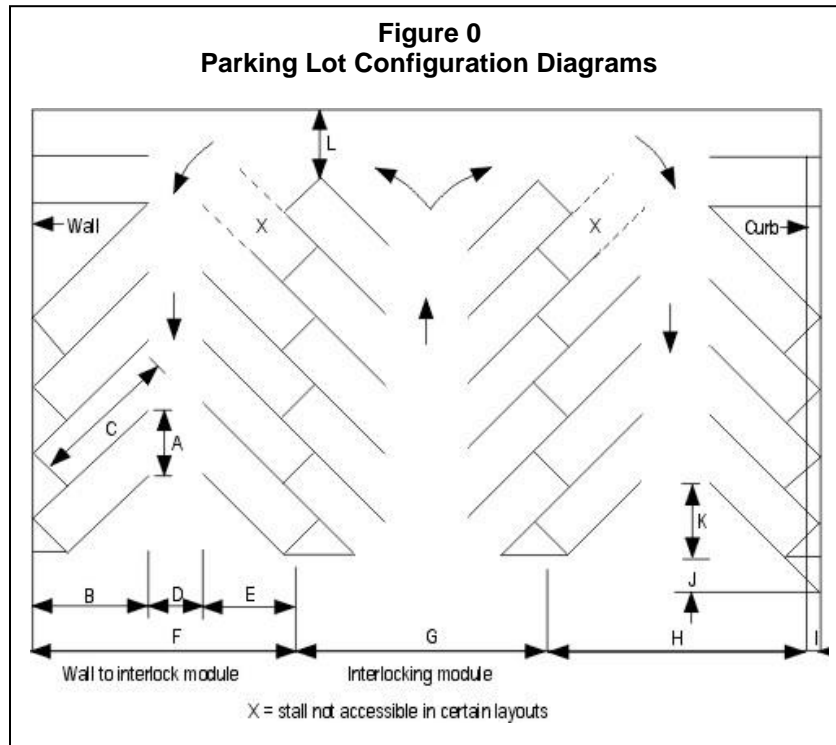 Figure 0
Parking Lot Configuration Diagrams
L
X
X
Wall
Curb
C
A
K
J
B
D
E
F
G
H
I
Wall to interlock module
Interlocking module
X = stall not accessible in certain layouts